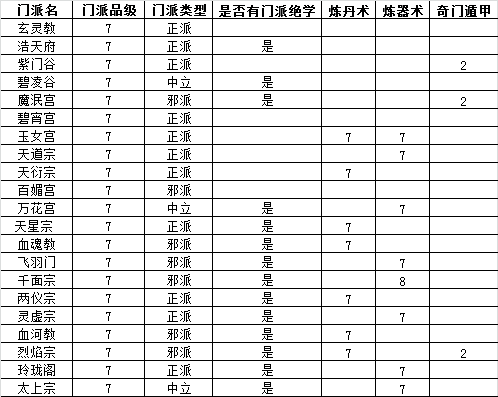 门派名 门派品级 门派类型 是否有门派绝学 炼丹术 炼器术 奇门遁甲
玄灵教 7 正派
浩天府 7 正派 是
紫门谷 7 正派 2
碧凌谷 7 中立 是
魔泯宫 7 邪派 是 2
碧宵宫 7 正派
玉女宫 7 正派 7 7
天道宗 7 正派 7
天衍宗 7 正派 7
百媚宫 7 邪派
万花宫 7 中立 是 7
天星宗 7 正派 是 7
血魂教 7 邪派 是 7
飞羽门 7 邪派 是 7
千面宗 7 邪派 是 8
两仪宗 7 正派 是 7
灵虚宗 7 正派 是 7
血河教 7 邪派 是 7
烈焰宗 7 邪派 是 7 2
玲珑阁 7 正派 是 7
太上宗 7 中立 是 7